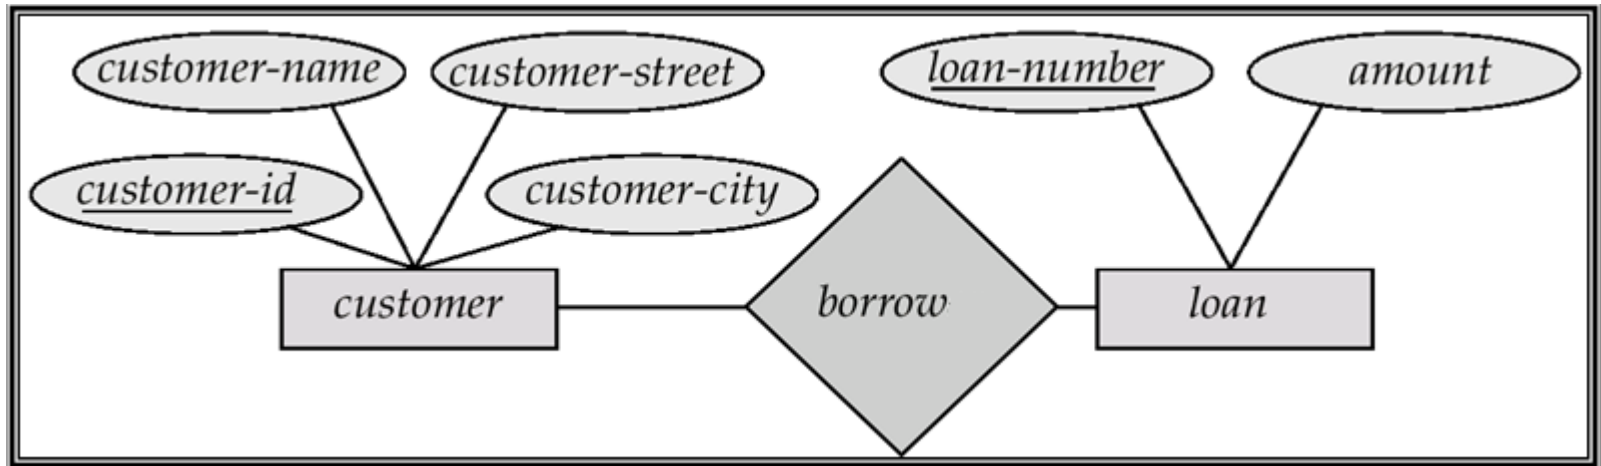 customer-name customer-street loan-number amount
customer-id customer-city
customer borrow loan